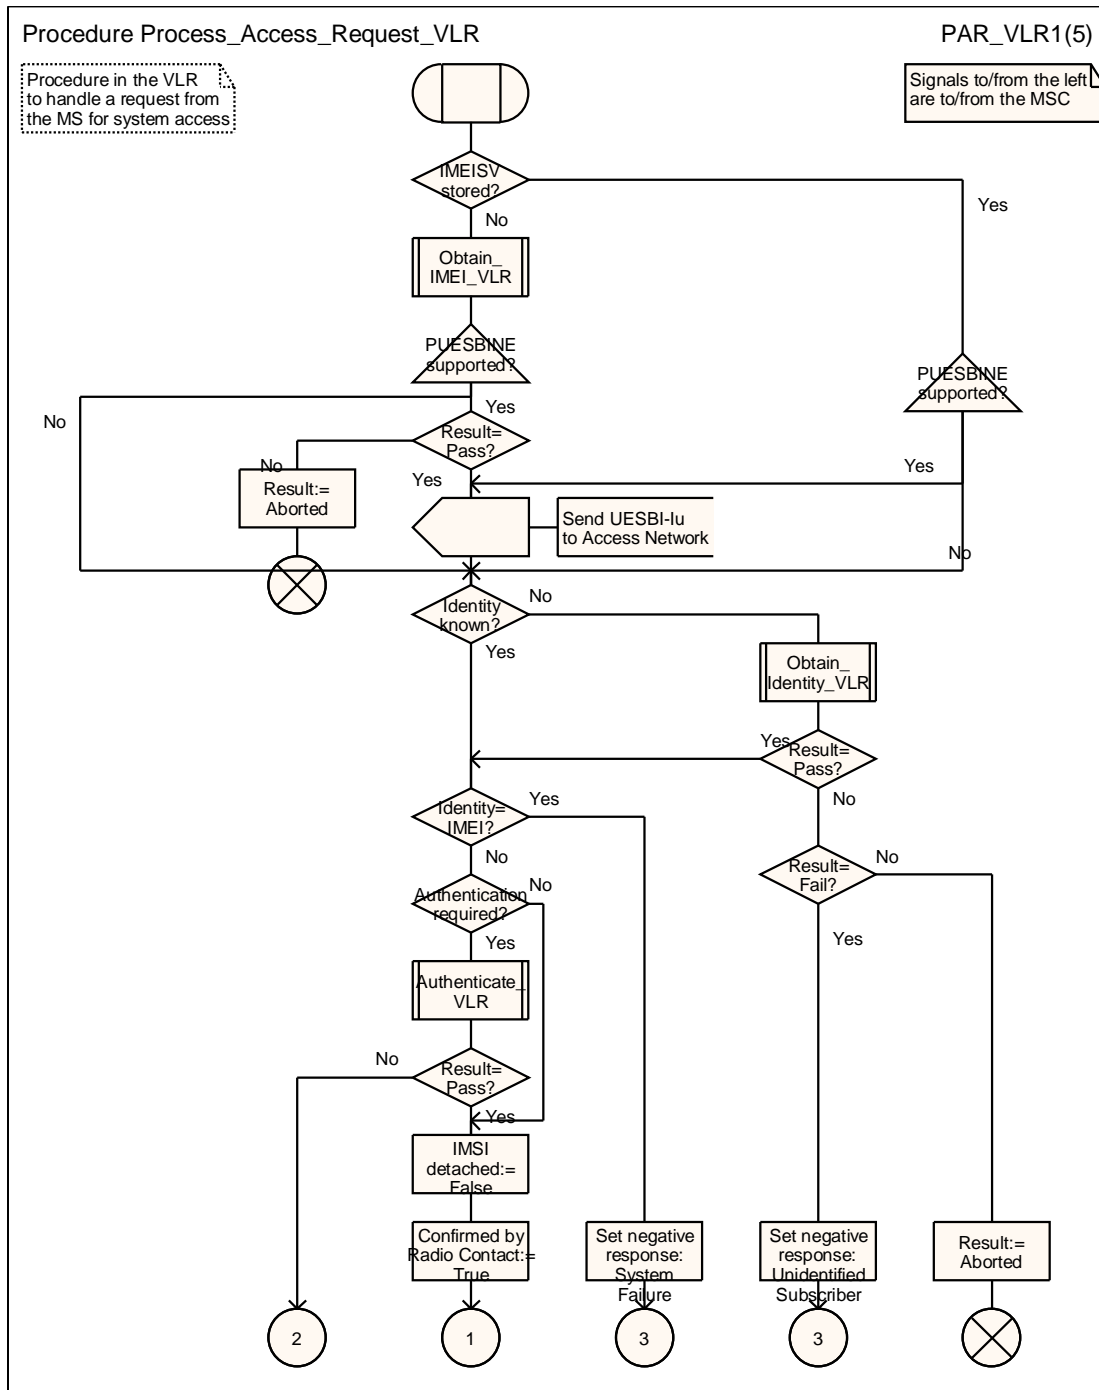 Procedure Process_Access_Request_VLR
PAR_VLR1(5)
Procedure in the VLR
to handle a request from
the MS for system access
Signals to/from the left
are to/from the MSC
IMEISV
stored?
Yes
No
Obtain_
IMEI_VLR
PUESBINE
supported?
PUESBINE
supported?
No
Yes
Result=
Pass?
No
Yes
Yes
Result:=
Aborted
Send UESBI-Iu
to Access Network
No
Identity
known?
No
Yes
Obtain_
Identity_VLR
Yes
Result=
Pass?
No
Identity=
IMEI?
Yes
No
Result=
Fail?
No
Yes
Authentication
required?
No
Yes
Authenticate_
VLR
No
Result=
Pass?
Yes
IMSI
detached:=
False
Confirmed by
Radio Contact:=
True
Set negative
response:
System
Failure
Set negative
response:
Unidentified
Subscriber
Result:=
Aborted
2
1
3
3